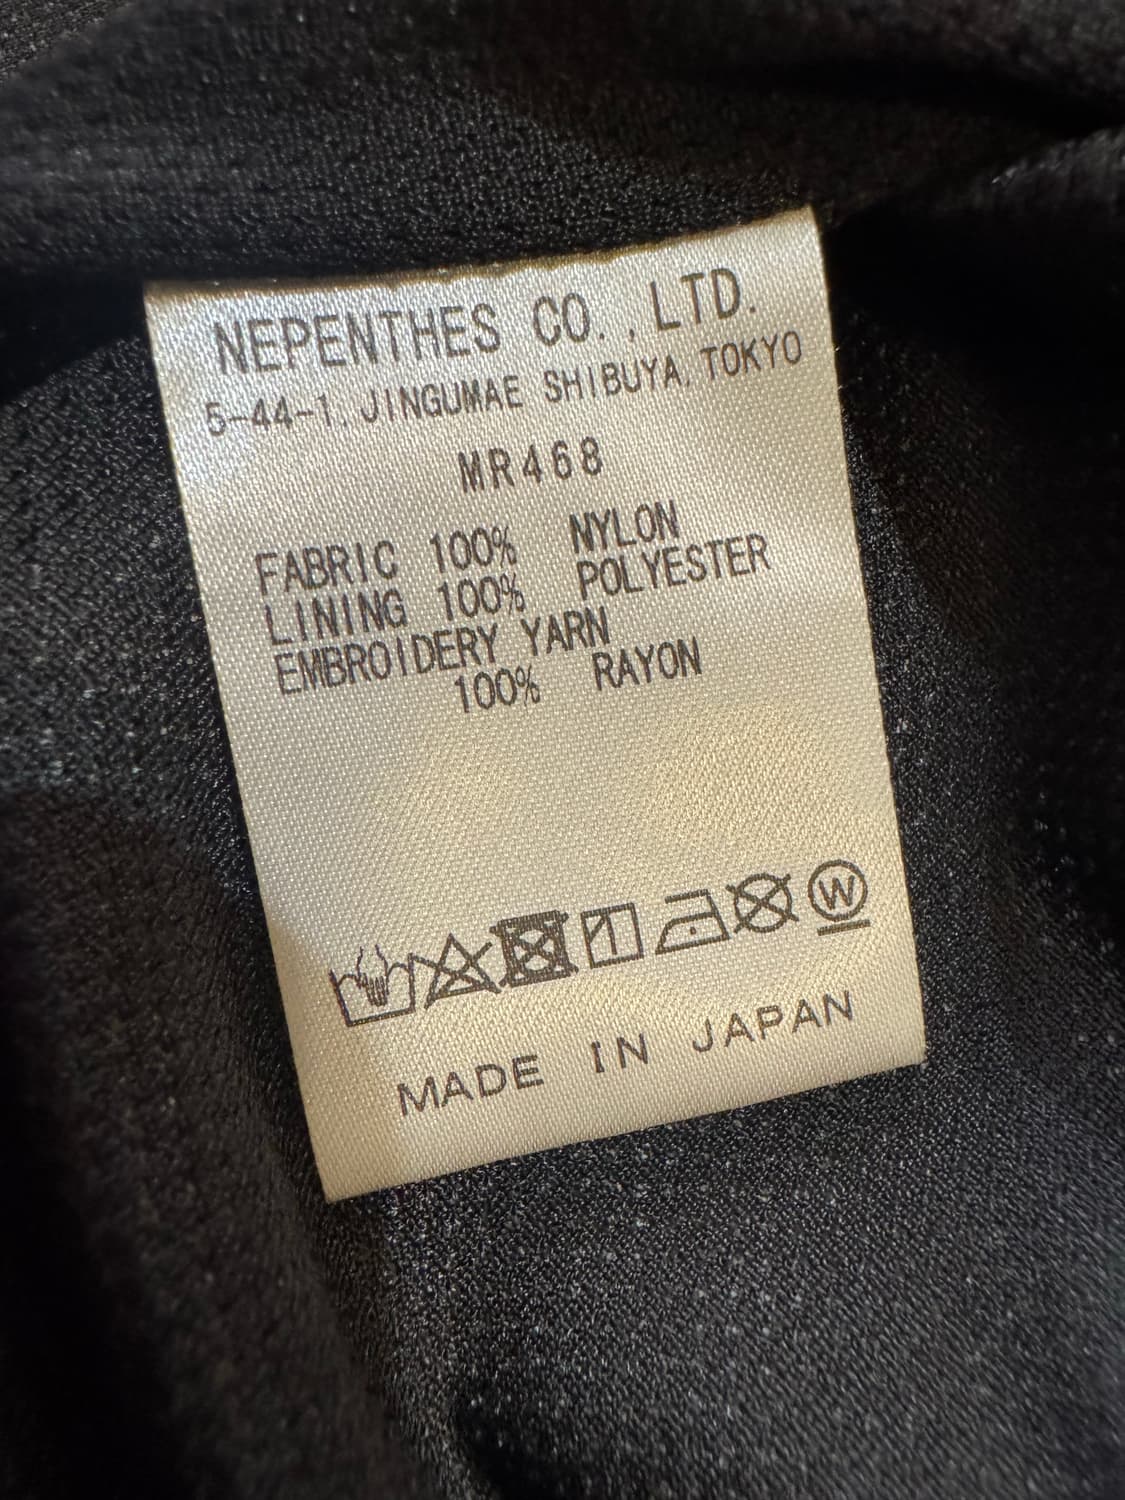 NEPENTHES CO.,LTD.
5-44-1, JINGUMAE SHIBUYA, TOKYO
MR468
FABRIC 100% NYLON
LINING 100% POLYESTER
EMBROIDERY YARN
100% RAYON
W
MADE IN JAPAN